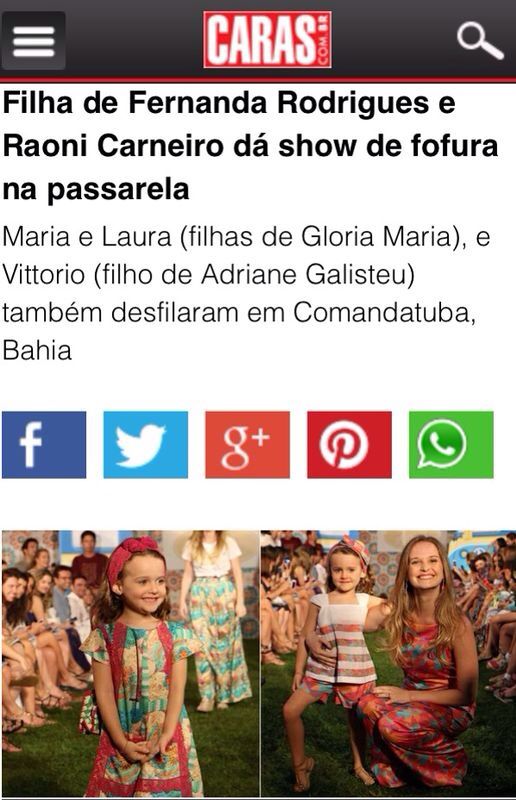 CARAS
.COM.BR
Filha de Fernanda Rodrigues e
Raoni Carneiro dá show de fofura
na passarela
Maria e Laura (filhas de Gloria Maria), e
Vittorio (filho de Adriane Galisteu)
também desfilaram em Comandatuba,
Bahia
f
g+